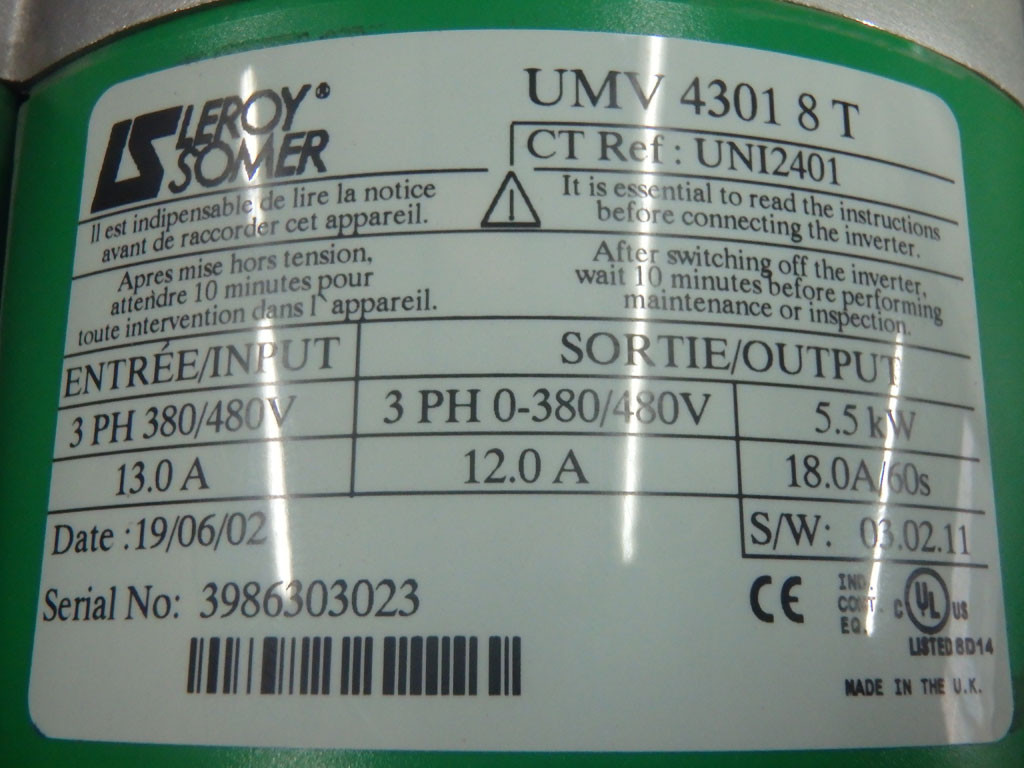 LS LEROY® SOMER
UMV 4301 8 T
CT Ref : UNI2401
Il est indipensable de lire la notice
avant de raccorder cet appareil.
It is essential to read the instructions
before connecting the inverter.
Apres mise hors tension,
attendre 10 minutes pour
toute intervention dans l`appareil.
After switching off the inverter,
wait 10 minutes before performing
maintenance or inspection.
ENTRÉE/INPUT SORTIE/OUTPUT
3 PH 380/480V 3 PH 0-380/480V 5.5 kW
13.0 A 12.0 A 18.0A/60s
Date :19/06/02 S/W: 03.02.11
Serial No: 3986303023
CE
IND.
CONT.
EQ.
C UL US
LISTED 8D14
MADE IN THE U.K.